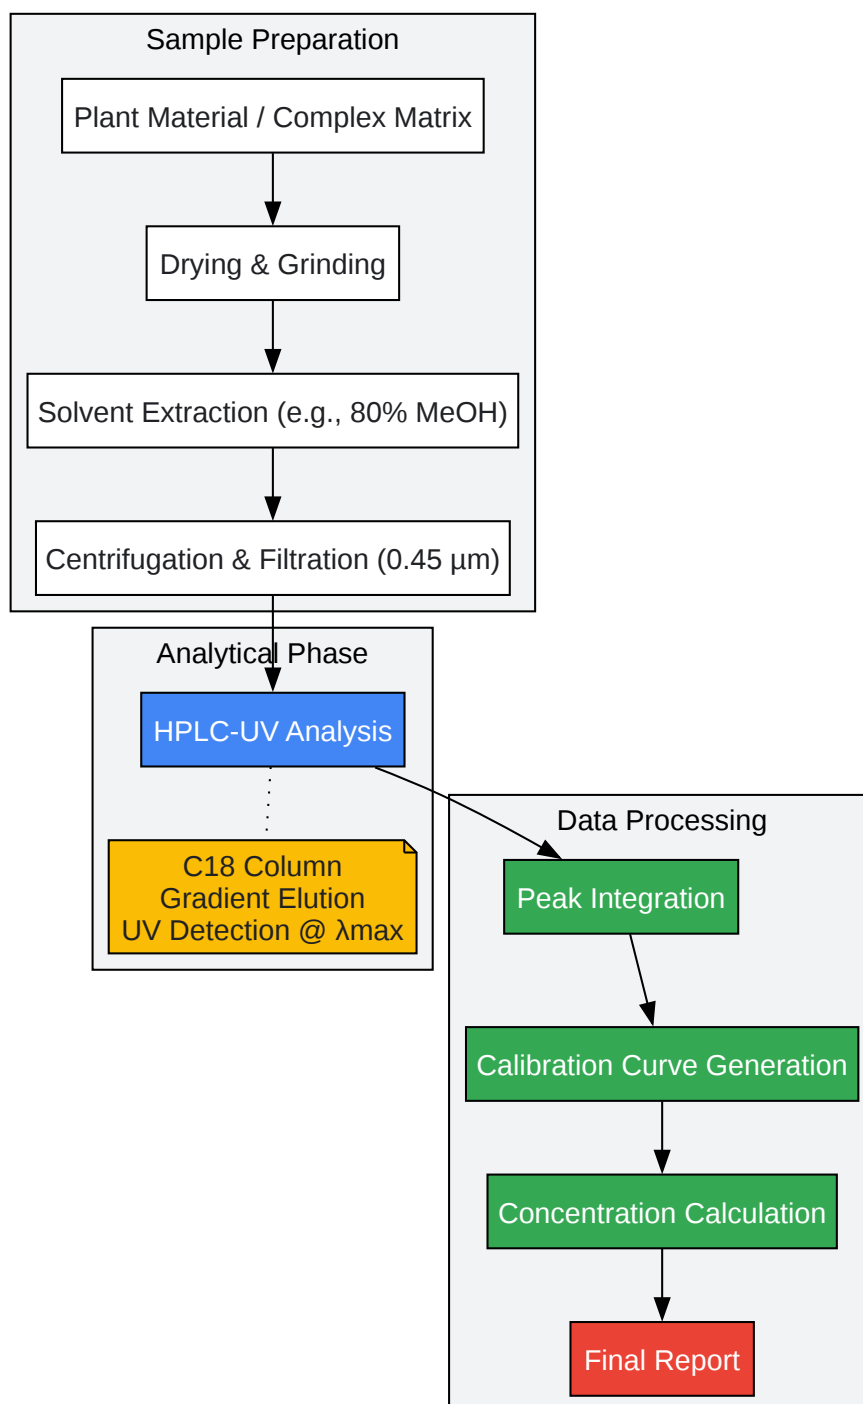 Sample Preparation
Plant Material / Complex Matrix
Drying & Grinding
Solvent Extraction (e.g., 80% MeOH)
Centrifugation & Filtration (0.45 µm)
Analytical Phase
HPLC-UV Analysis
C18 Column
Gradient Elution
UV Detection @ λmax
Data Processing
Peak Integration
Calibration Curve Generation
Concentration Calculation
Final Report